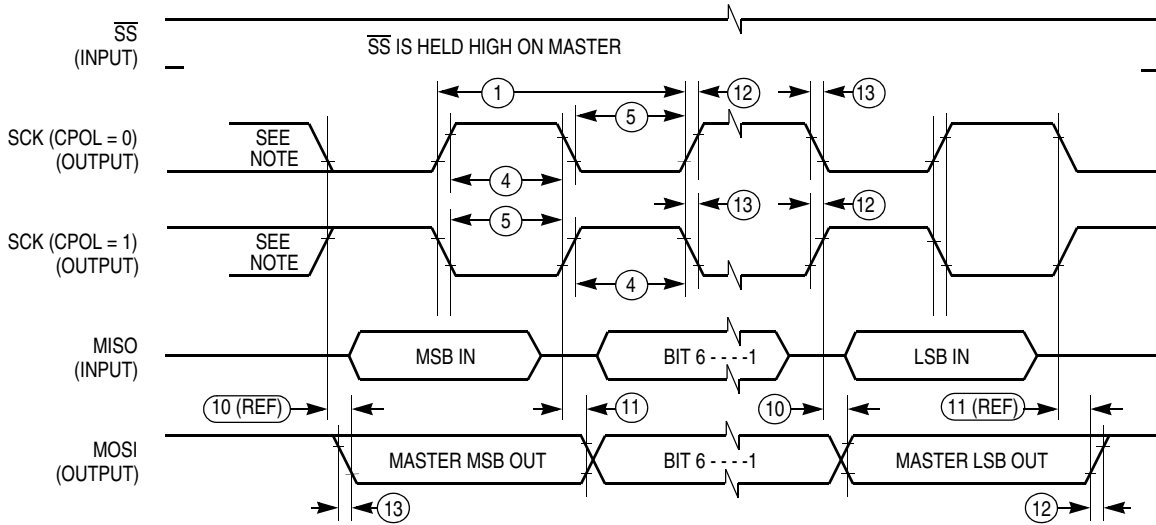 SS
(INPUT)
SS IS HELD HIGH ON MASTER
1
12
13
5
SCK (CPOL = 0)
(OUTPUT)
SEE
NOTE
4
5
13
12
SCK (CPOL = 1)
(OUTPUT)
SEE
NOTE
4
MISO
(INPUT)
MSB IN
BIT 6 - - - -1
LSB IN
10 (REF)
11
10
11 (REF)
MOSI
(OUTPUT)
MASTER MSB OUT
BIT 6 - - - -1
MASTER LSB OUT
13
12